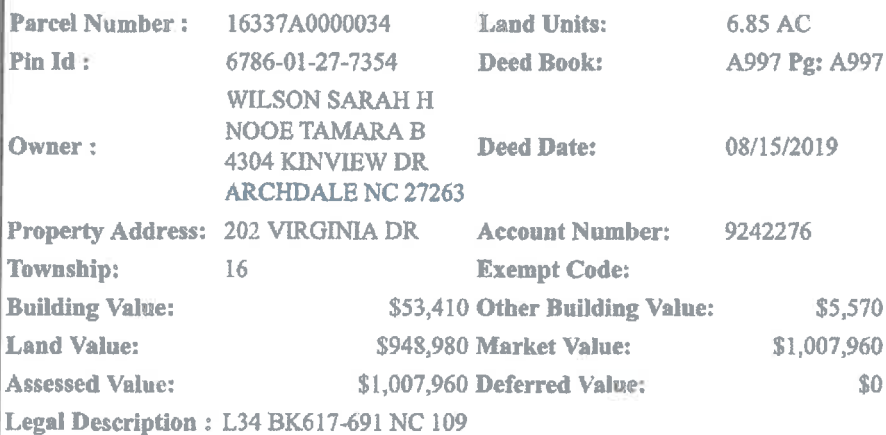 Parcel Number : 16337A0000034 Land Units: 6.85 AC
Pin Id : 6786-01-27-7354 Deed Book: A997 Pg: A997
WILSON SARAH H
NOOE TAMARA B
Owner : 4304 KINVIEW DR Deed Date: 08/15/2019
ARCHDALE NC 27263
Property Address: 202 VIRGINIA DR Account Number: 9242276
Township: 16 Exempt Code:
Building Value: $53,410 Other Building Value: $5,570
Land Value: $948,980 Market Value: $1,007,960
Assessed Value: $1,007,960 Deferred Value: $0
Legal Description : L34 BK617-691 NC 109